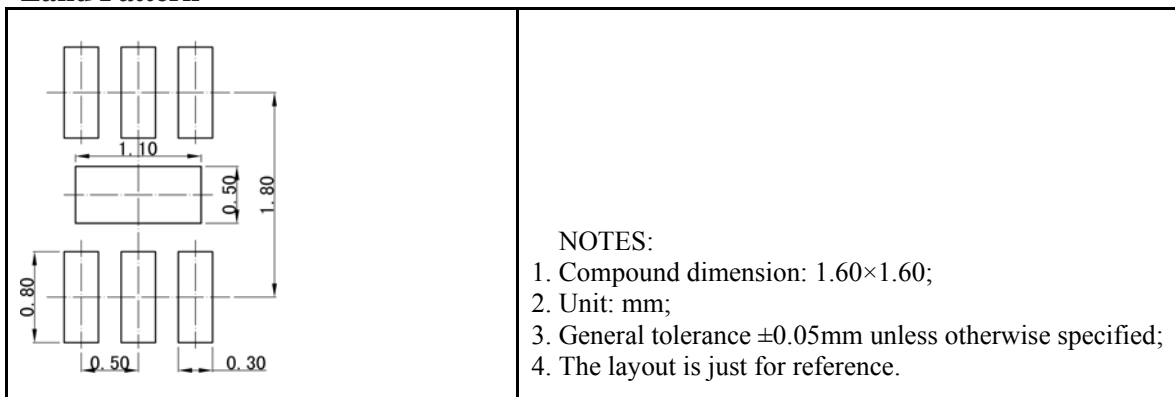 Land Pattern
1.10
0.50
1.80
0.80
0.50
0.30
NOTES:
1. Compound dimension: 1.60×1.60;
2. Unit: mm;
3. General tolerance ±0.05mm unless otherwise specified;
4. The layout is just for reference.